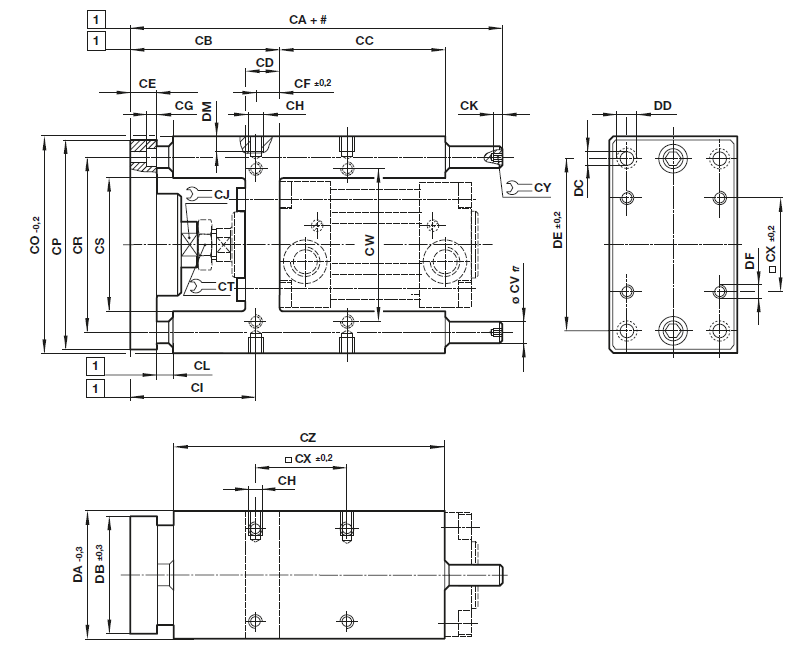 1 CA + #
1 CB CC
CD
CE CF ±0,2
CG DM CH CK
DD
CJ CY
DC
CO -0,2 CP CR CS CW
DE ±0,2 CX ±0,2
CT DF
ø CV f7
1 CL
1 CI
CZ
CX ±0,2
CH
DA -0,3 DB ±0,3